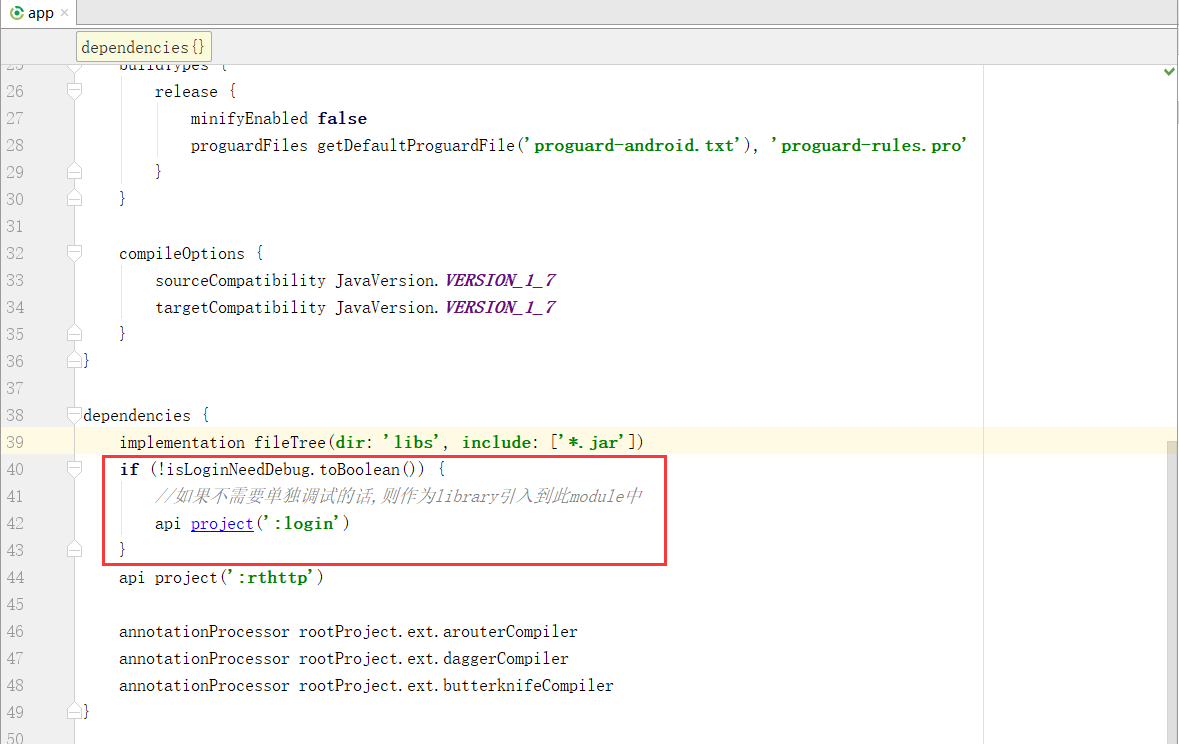 app
dependencies{}
25 buildTypes {
26 release {
27 minifyEnabled false
28 proguardFiles getDefaultProguardFile('proguard-android.txt'), 'proguard-rules.pro'
29 }
30 }
31
32 compileOptions {
33 sourceCompatibility JavaVersion.VERSION_1_7
34 targetCompatibility JavaVersion.VERSION_1_7
35 }
36 }
37
38 dependencies {
39 implementation fileTree(dir: 'libs', include: ['*.jar'])
40 if (!isLoginNeedDebug.toBoolean()) {
41 //如果不需要单独调试的话,则作为library引入到此module中
42 api project(':login')
43 }
44 api project(':rthttp')
45
46 annotationProcessor rootProject.ext.arouterCompiler
47 annotationProcessor rootProject.ext.daggerCompiler
48 annotationProcessor rootProject.ext.butterknifeCompiler
49 }
50